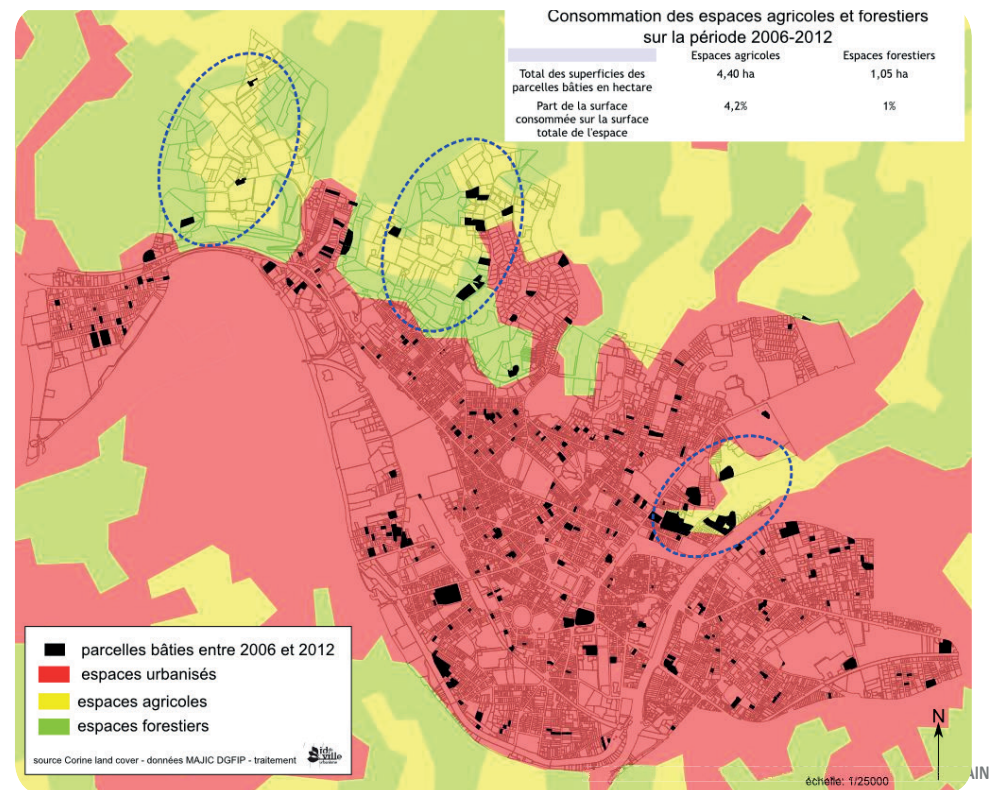 Consommation des espaces agricoles et forestiers
sur la période 2006-2012
Espaces agricoles Espaces forestiers
Total des superficies des
parcelles bâties en hectare
4,40 ha 1,05 ha
Part de la surface
consommée sur la surface
totale de l'espace
4,2% 1%
parcelles bâties entre 2006 et 2012
espaces urbanisés
espaces agricoles
espaces forestiers
source Corine land cover - données MAJIC DGFIP - traitement
ville
N
échelle: 1/25000
AIN